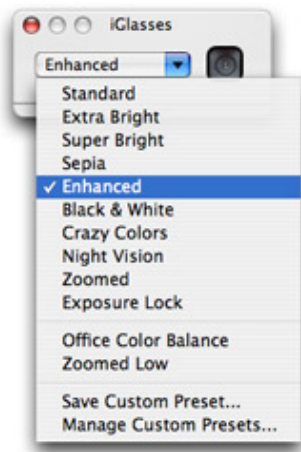 iGlasses
Enhanced
Standard
Extra Bright
Super Bright
Sepia
✓ Enhanced
Black & White
Crazy Colors
Night Vision
Zoomed
Exposure Lock
Office Color Balance
Zoomed Low
Save Custom Preset...
Manage Custom Presets...